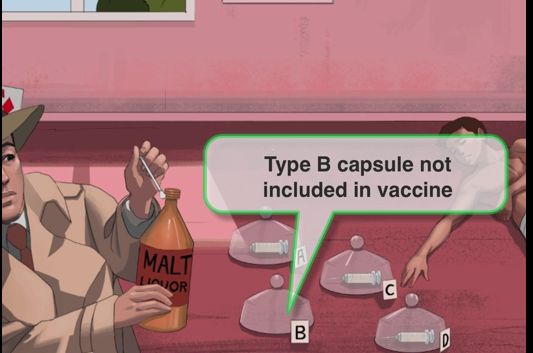 Type B capsule not
included in vaccine
A
MALT
LIQUOR
C
B
D